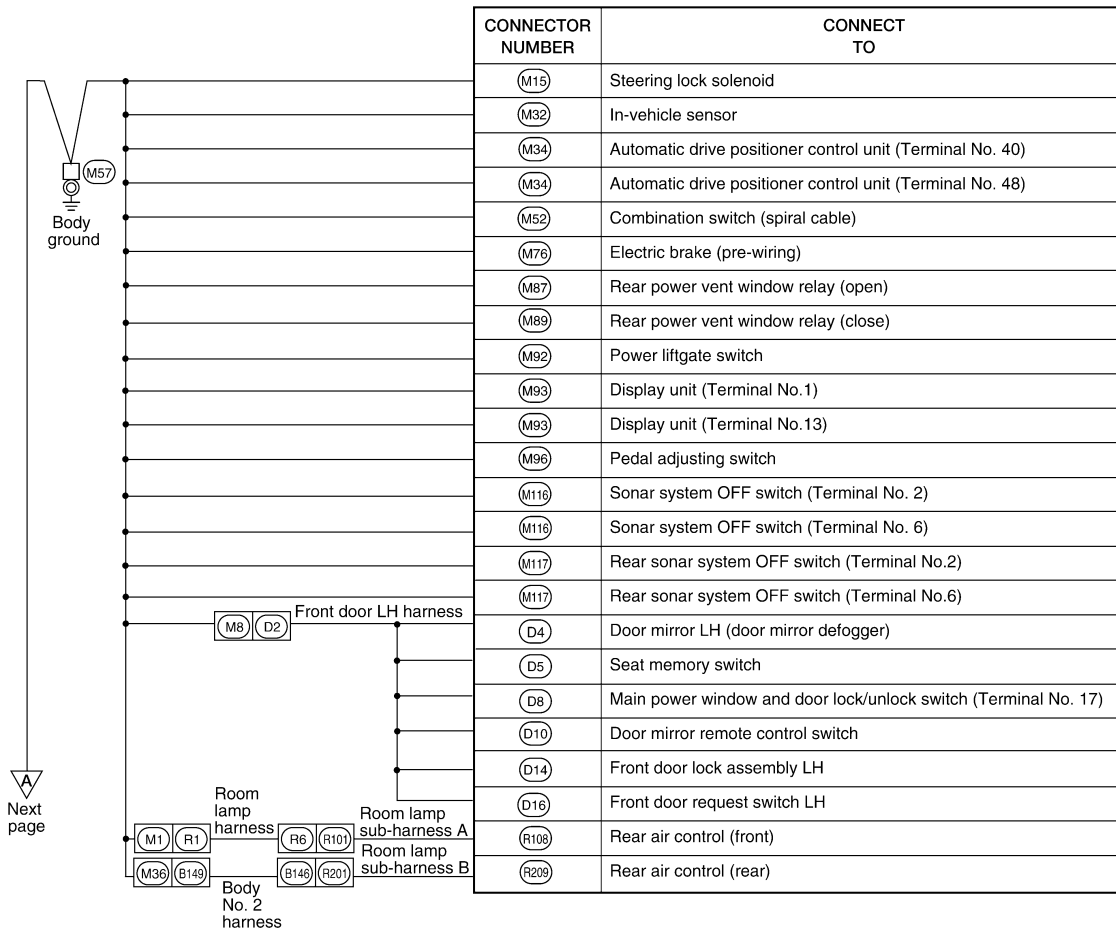 CONNECTOR NUMBER
CONNECT TO
M15 Steering lock solenoid
M32 In-vehicle sensor
M34 Automatic drive positioner control unit (Terminal No. 40)
M57
M34 Automatic drive positioner control unit (Terminal No. 48)
Body
ground
M52 Combination switch (spiral cable)
M76 Electric brake (pre-wiring)
M87 Rear power vent window relay (open)
M89 Rear power vent window relay (close)
M92 Power liftgate switch
M93 Display unit (Terminal No.1)
M93 Display unit (Terminal No.13)
M96 Pedal adjusting switch
M116 Sonar system OFF switch (Terminal No. 2)
M116 Sonar system OFF switch (Terminal No. 6)
M117 Rear sonar system OFF switch (Terminal No.2)
M117 Rear sonar system OFF switch (Terminal No.6)
M8 D2 Front door LH harness
D4 Door mirror LH (door mirror defogger)
D5 Seat memory switch
D8 Main power window and door lock/unlock switch (Terminal No. 17)
D10 Door mirror remote control switch
D14 Front door lock assembly LH
D16 Front door request switch LH
A
Next
page
Room
lamp
harness
Room lamp
sub-harness A
M1 R1 R6 R101
R108 Rear air control (front)
Room lamp
sub-harness B
M36 B149 B146 R201
R209 Rear air control (rear)
Body
No. 2
harness